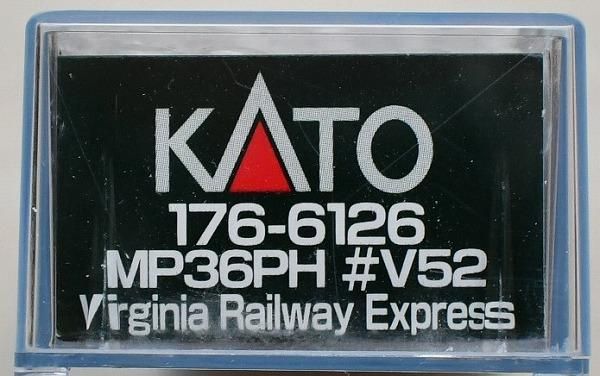 KATO
176-6126
MP36PH #V52
Virginia Railway Express